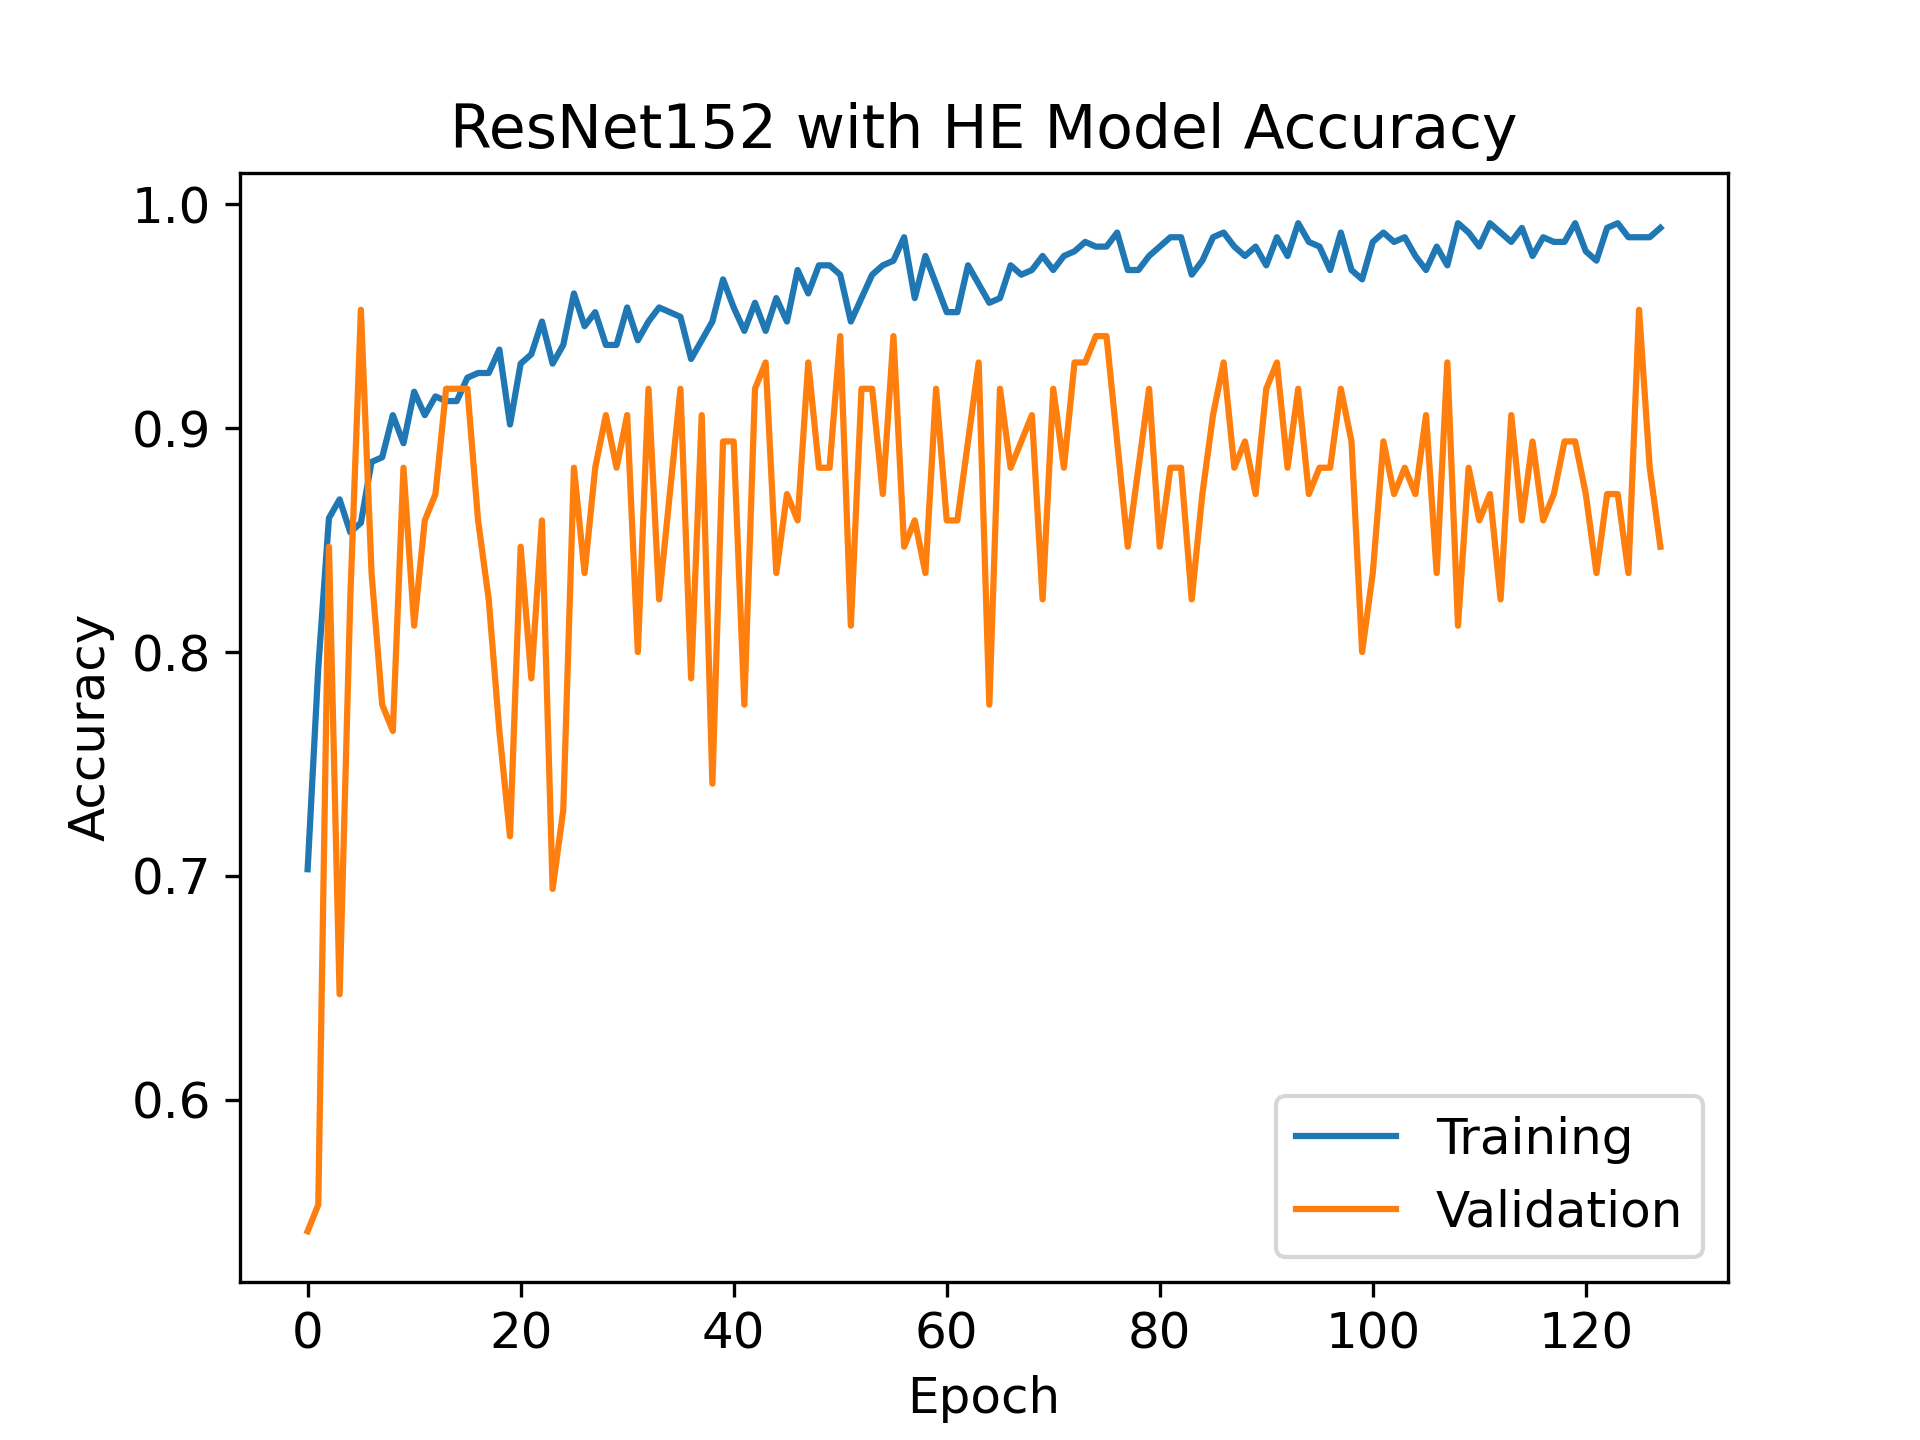 ResNet152 with HE Model Accuracy
1.0
0.9
0.8
0.7
0.6
Accuracy
0 20 40 60 80 100 120
Epoch
Training
Validation